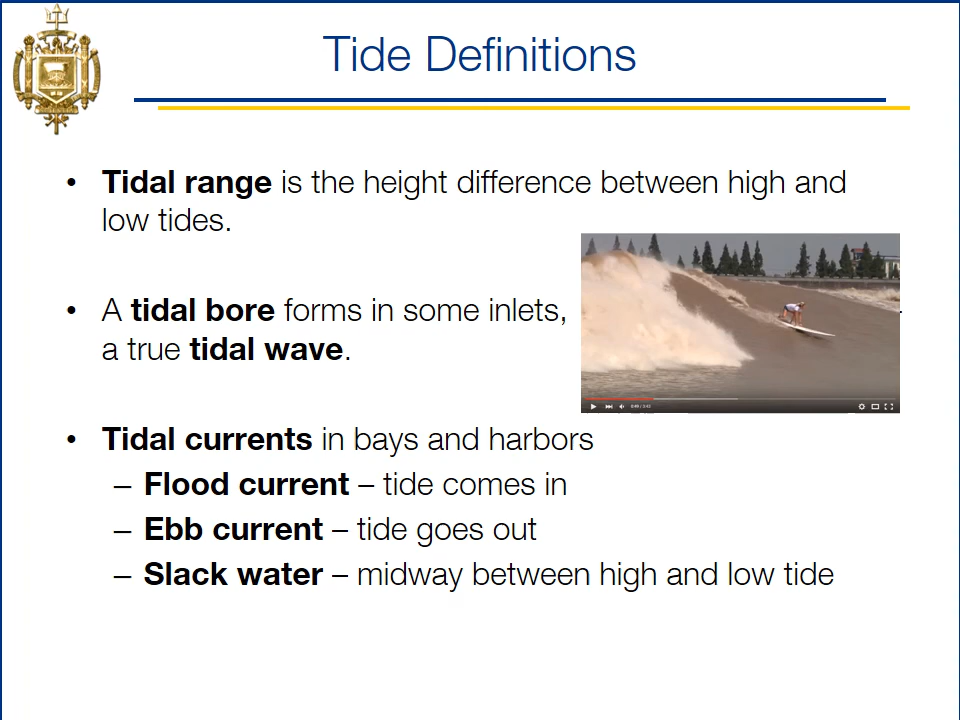 Tide Definitions
• Tidal range is the height difference between high and
low tides.
• A tidal bore forms in some inlets,
a true tidal wave.
• Tidal currents in bays and harbors
– Flood current – tide comes in
– Ebb current – tide goes out
– Slack water – midway between high and low tide